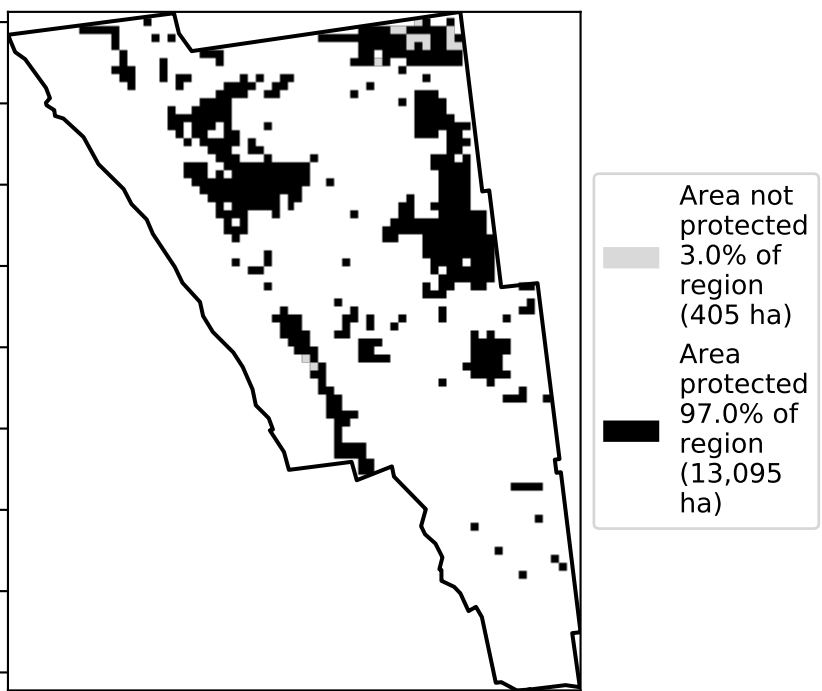 Area not
protected
3.0% of
region
(405 ha)
Area
protected
97.0% of
region
(13,095
ha)